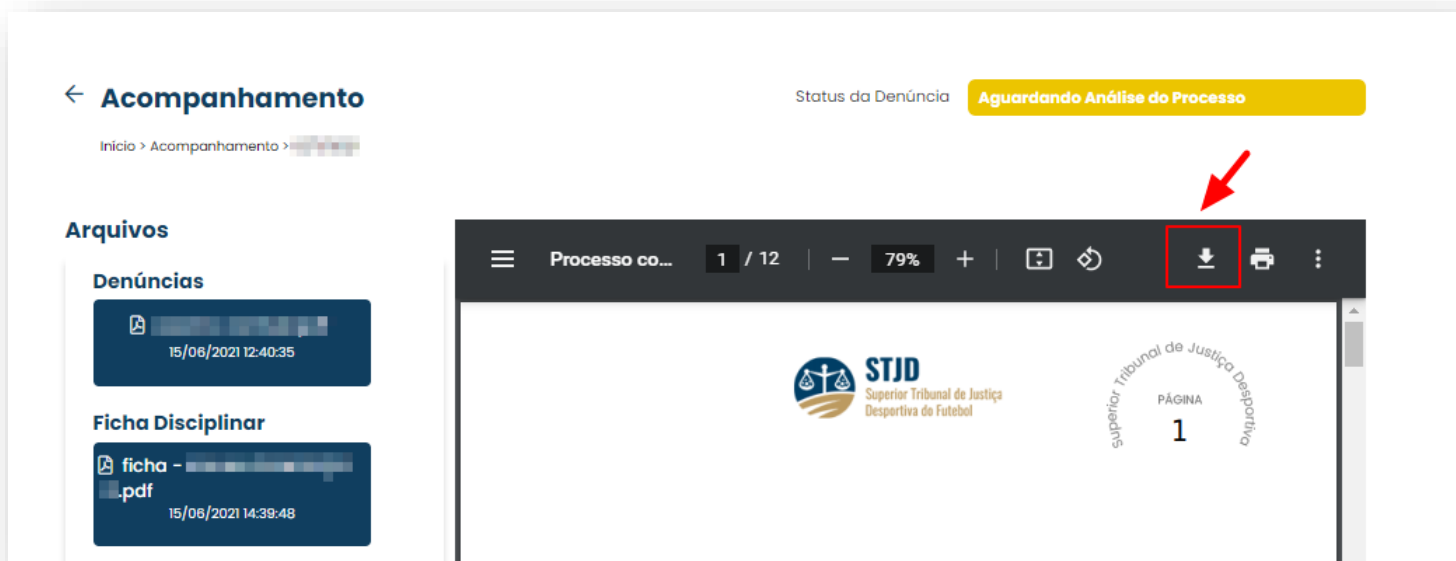 Acompanhamento
Status da Denúncia
Aguardando Análise do Processo
Início > Acompanhamento >
Arquivos
Denúncias
15/06/2021 12:40:35
Ficha Disciplinar
ficha -
.pdf
15/06/2021 14:39:48
Processo co... 1 / 12 79%
STJD
Superior Tribunal de Justiça
Desportiva do Futebol
Superior Tribunal de Justiça Desportiva
PÁGINA
1